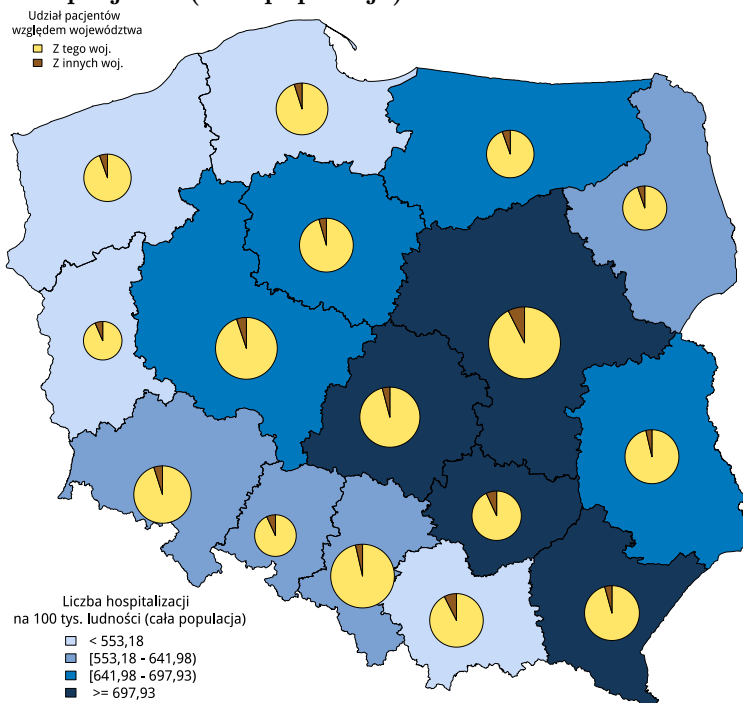 Udział pacjentów
względem województwa
Z tego woj.
Z innych woj.
Liczba hospitalizacji
na 100 tys. ludności (cała populacja)
< 553,18
[553,18 - 641,98)
[641,98 - 697,93)
>= 697,93